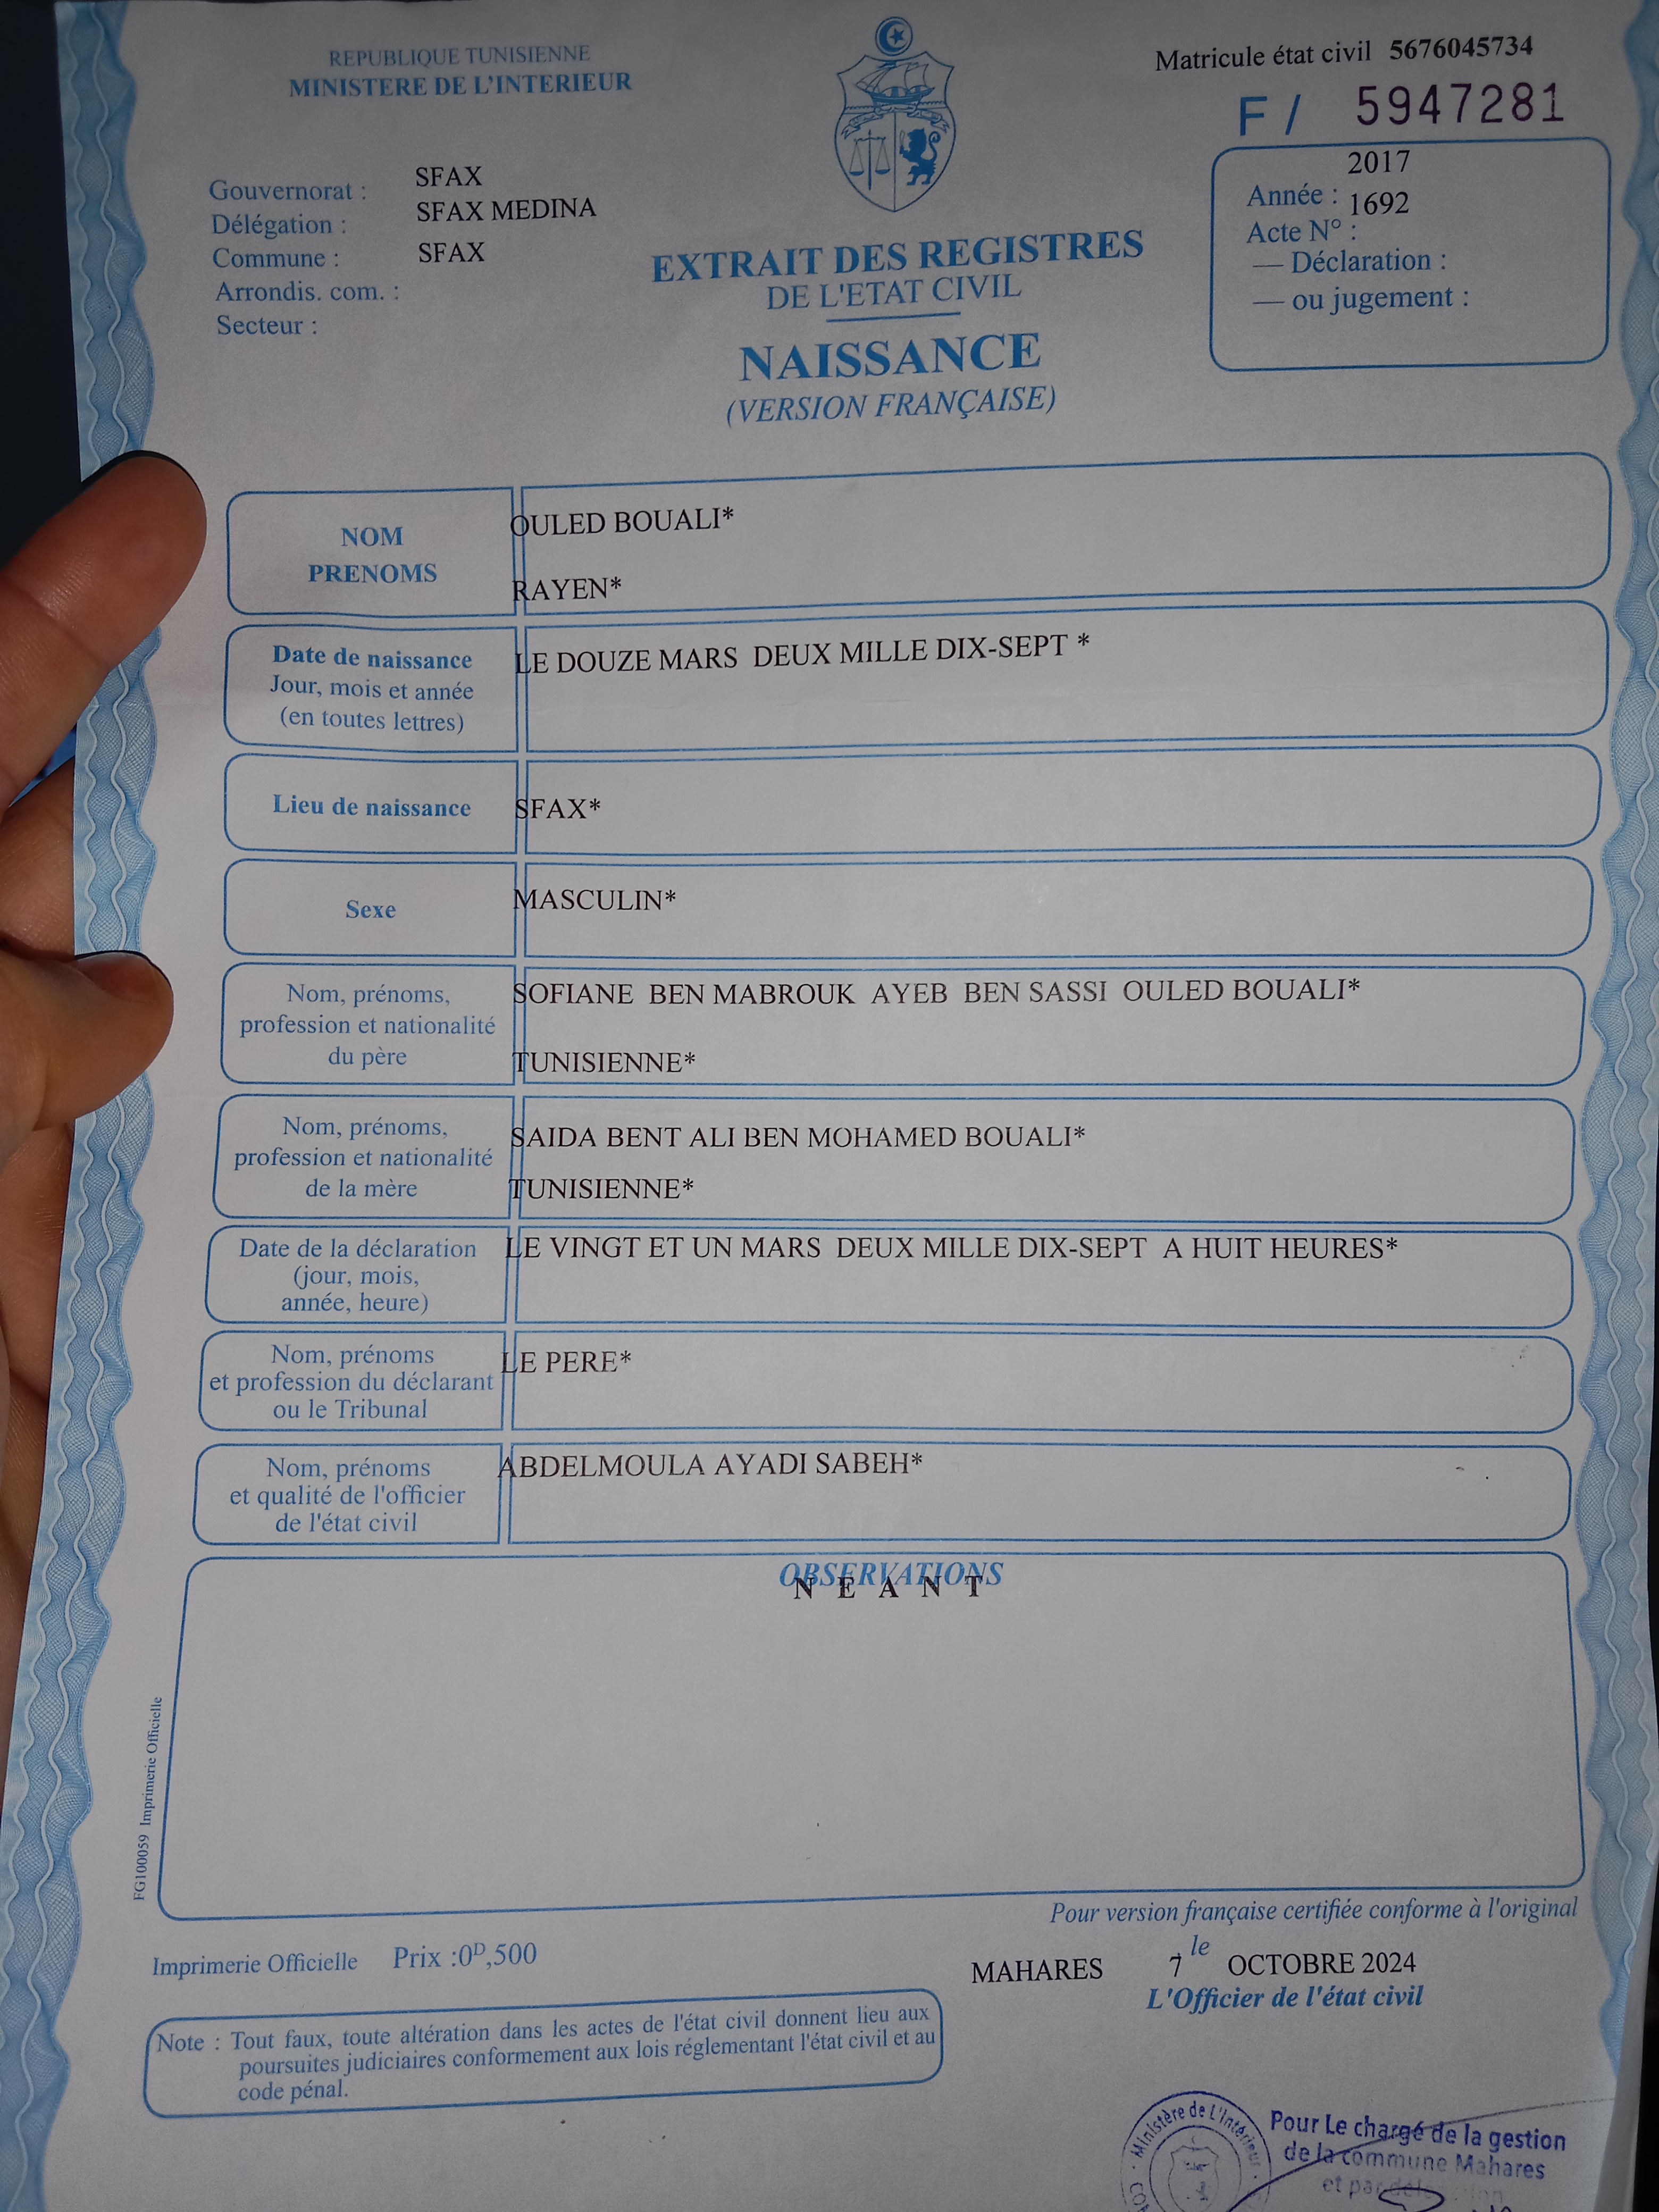 REPUBLIQUE TUNISIENNE
MINISTERE DE L'INTERIEUR
Matricule état civil 5676045734
F / 5947281
Gouvernorat : SFAX
Délégation : SFAX MEDINA
Commune : SFAX
Arrondis. com. :
Secteur :
EXTRAIT DES REGISTRES
DE L'ETAT CIVIL
NAISSANCE
(VERSION FRANÇAISE)
2017
Année :
1692
Acte N° :
— Déclaration :
— ou jugement :
NOM
PRENOMS
OULED BOUALI*
RAYEN*
Date de naissance
Jour, mois et année
(en toutes lettres)
LE DOUZE MARS DEUX MILLE DIX-SEPT *
Lieu de naissance
SFAX*
Sexe
MASCULIN*
Nom, prénoms,
profession et nationalité
du père
SOFIANE BEN MABROUK AYEB BEN SASSI OULED BOUALI*
TUNISIENNE*
Nom, prénoms,
profession et nationalité
de la mère
SAIDA BENT ALI BEN MOHAMED BOUALI*
TUNISIENNE*
Date de la déclaration
(jour, mois,
année, heure)
LE VINGT ET UN MARS DEUX MILLE DIX-SEPT A HUIT HEURES*
Nom, prénoms
et profession du déclarant
ou le Tribunal
LE PERE*
Nom, prénoms
et qualité de l'officier
de l'état civil
ABDELMOULA AYADI SABEH*
OBSERVATIONS
N E A N T
FG100059 Imprimerie Officielle
Pour version française certifiée conforme à l'original
Imprimerie Officielle Prix :0ᴰ,500
MAHARES 7 le OCTOBRE 2024
L'Officier de l'état civil
Note : Tout faux, toute altération dans les actes de l'état civil donnent lieu aux
poursuites judiciaires conformement aux lois réglementant l'état civil et au
code pénal.
Ministère de L'Intérieur
Pour Le chargé de la gestion
de la commune Mahares
et par